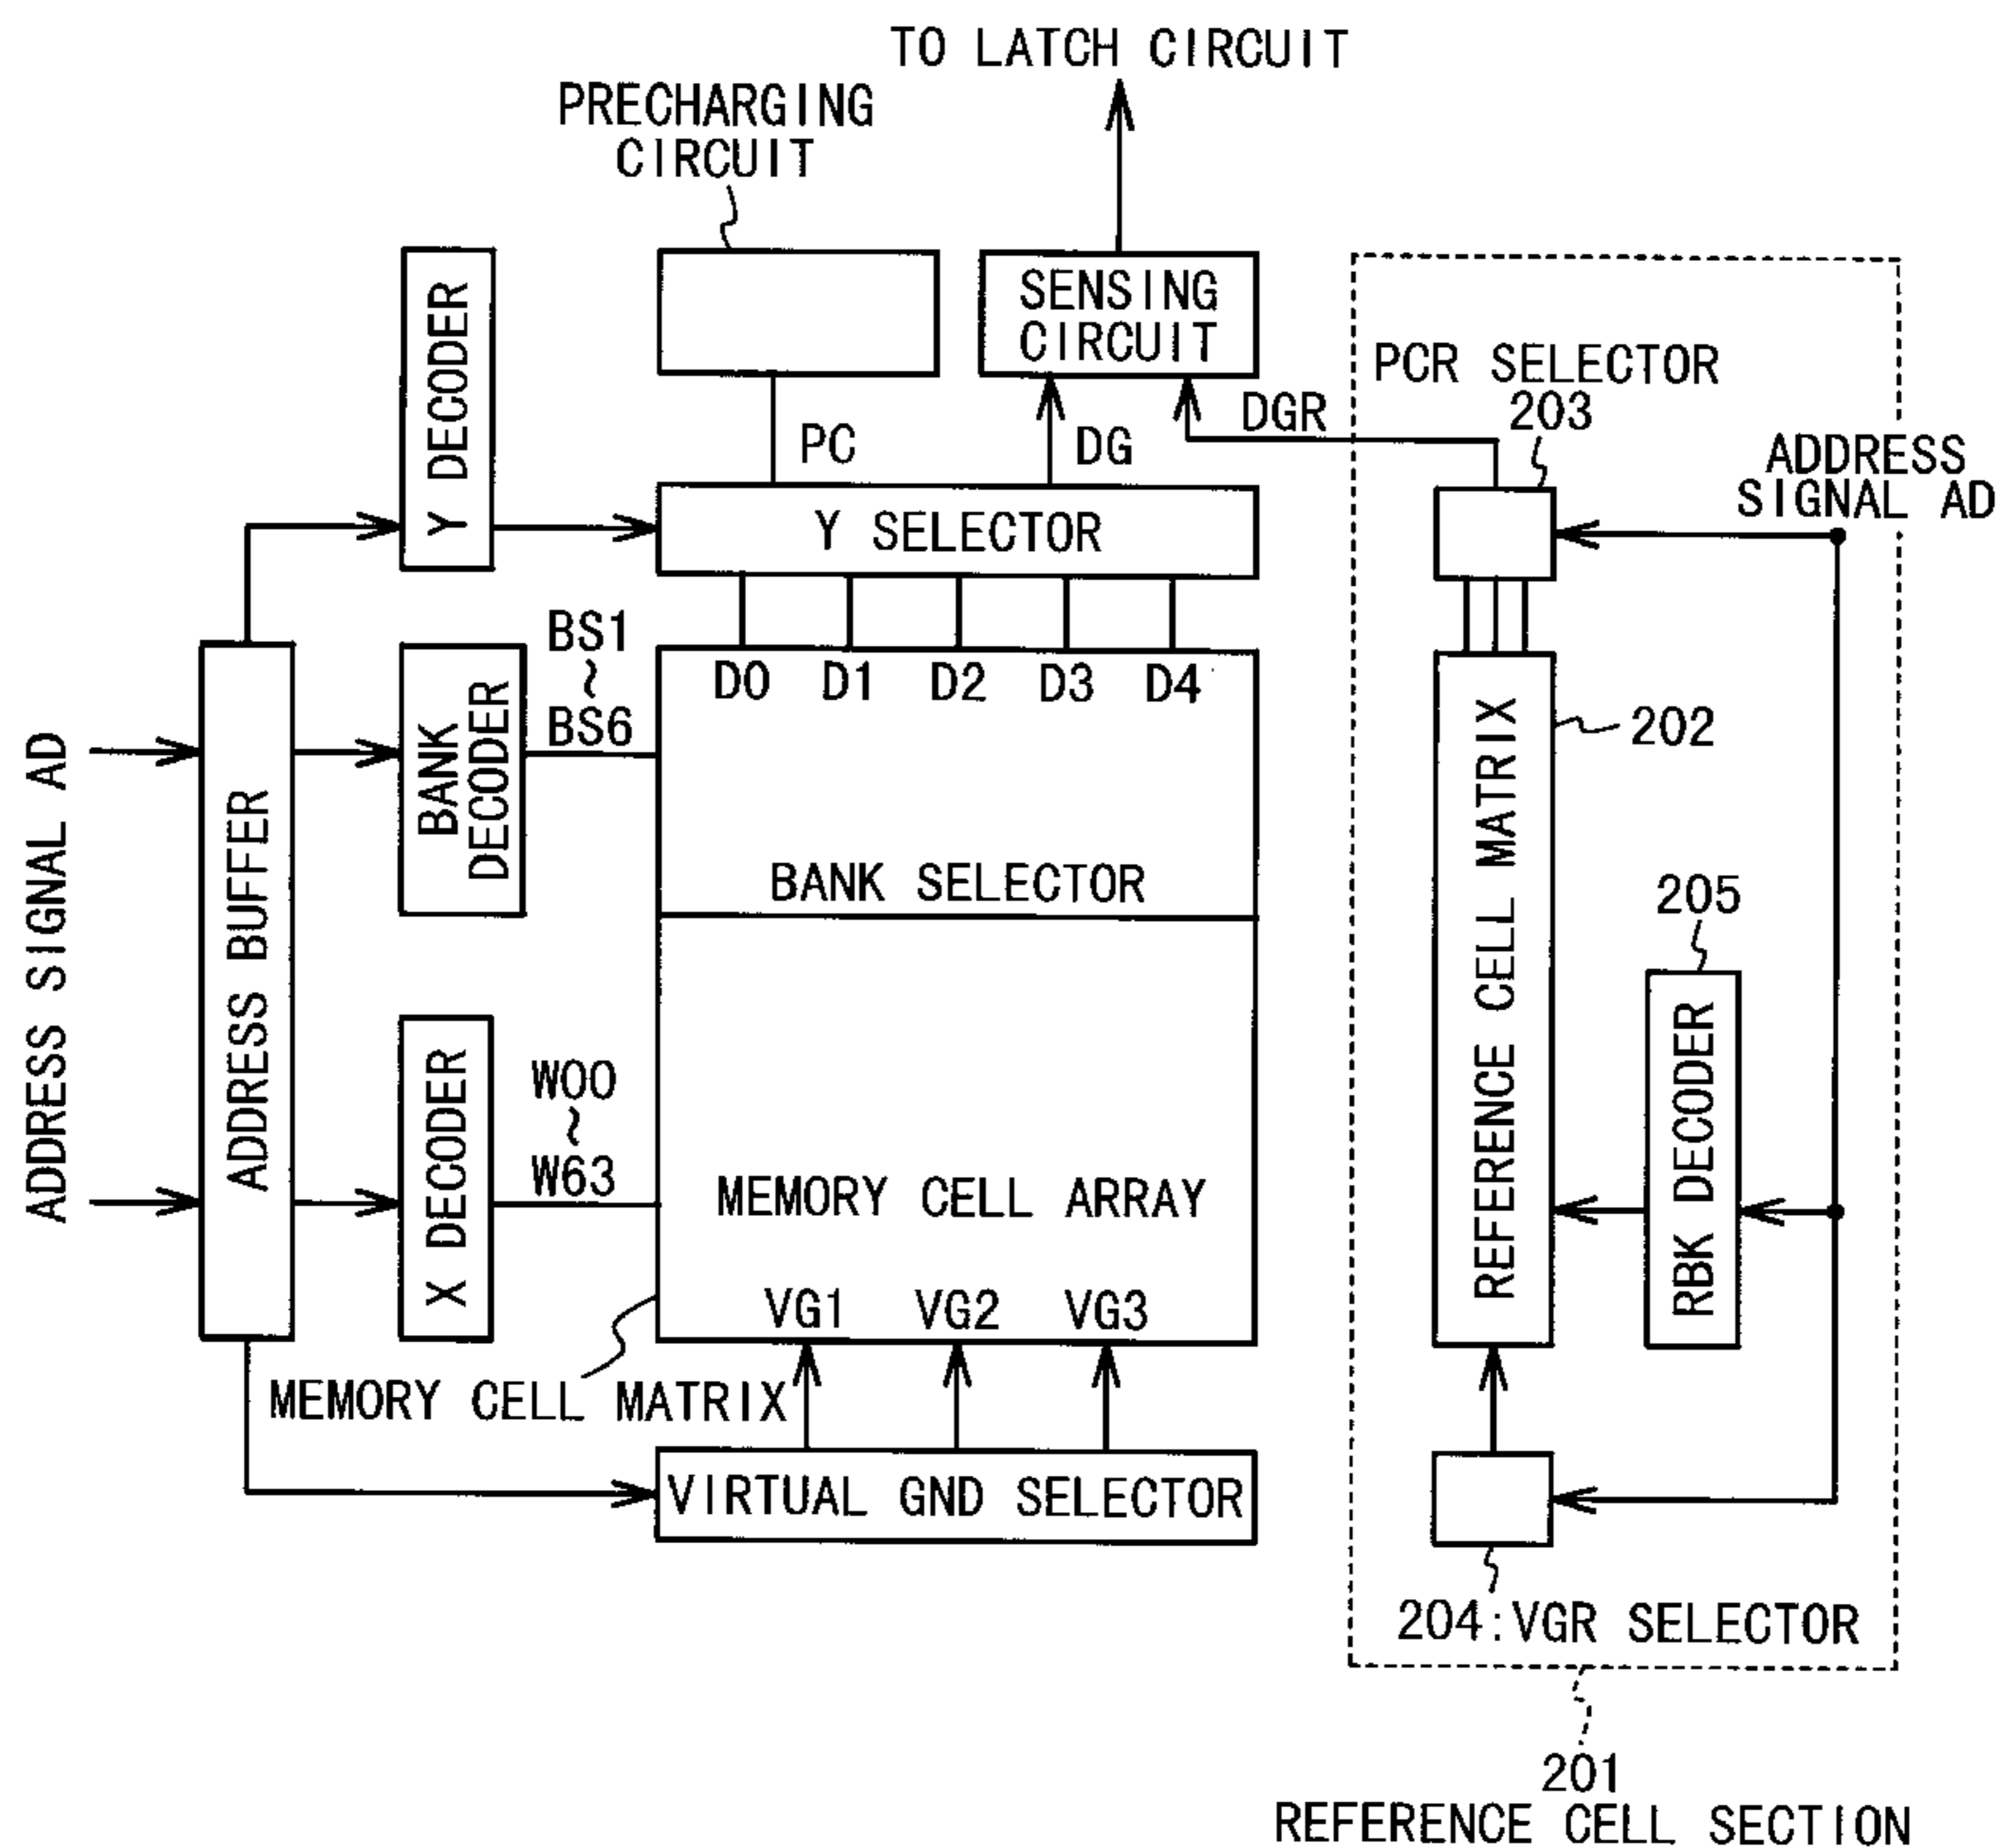 TO LATCH CIRCUIT
PRECHARGING
CIRCUIT
Y DECODER
SENSING
CIRCUIT
PCR SELECTOR
203
DGR
PC
DG
ADDRESS
SIGNAL AD
Y SELECTOR
BS1
~
BS6
D0 D1 D2 D3 D4
202
BANK
DECODER
ADDRESS SIGNAL AD
ADDRESS BUFFER
BANK SELECTOR
REFERENCE CELL MATRIX
205
RBK DECODER
X DECODER
W00
~
W63
MEMORY CELL ARRAY
VG1 VG2 VG3
MEMORY CELL MATRIX
VIRTUAL GND SELECTOR
204:VGR SELECTOR
201
REFERENCE CELL SECTION